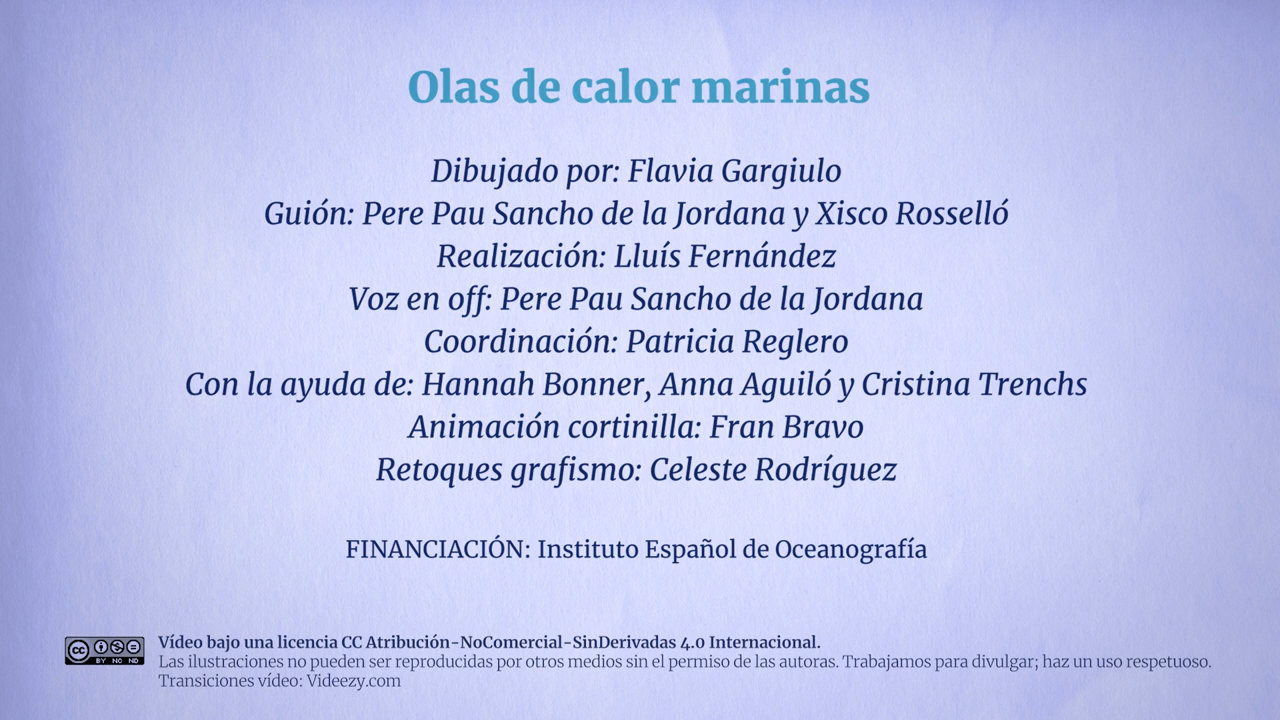 Olas de calor marinas
Dibujado por: Flavia Gargiulo
Guión: Pere Pau Sancho de la Jordana y Xisco Rosselló
Realización: Lluís Fernández
Voz en off: Pere Pau Sancho de la Jordana
Coordinación: Patricia Reglero
Con la ayuda de: Hannah Bonner, Anna Aguiló y Cristina Trenchs
Animación cortinilla: Fran Bravo
Retoques grafismo: Celeste Rodríguez
FINANCIACIÓN: Instituto Español de Oceanografía
cc BY NC ND
Vídeo bajo una licencia CC Atribución-NoComercial-SinDerivadas 4.0 Internacional.
Las ilustraciones no pueden ser reproducidas por otros medios sin el permiso de las autoras. Trabajamos para divulgar; haz un uso respetuoso.
Transiciones vídeo: Videezy.com